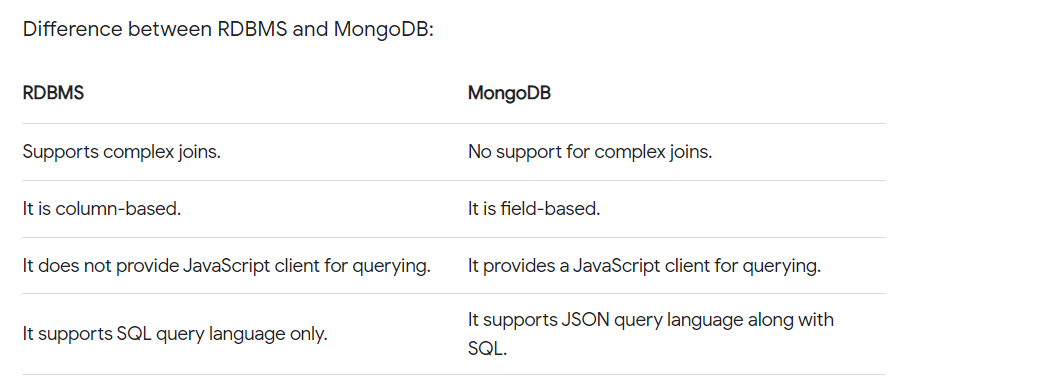 Difference between RDBMS and MongoDB:
RDBMS MongoDB
Supports complex joins. No support for complex joins.
It is column-based. It is field-based.
It does not provide JavaScript client for querying. It provides a JavaScript client for querying.
It supports SQL query language only. It supports JSON query language along with
SQL.